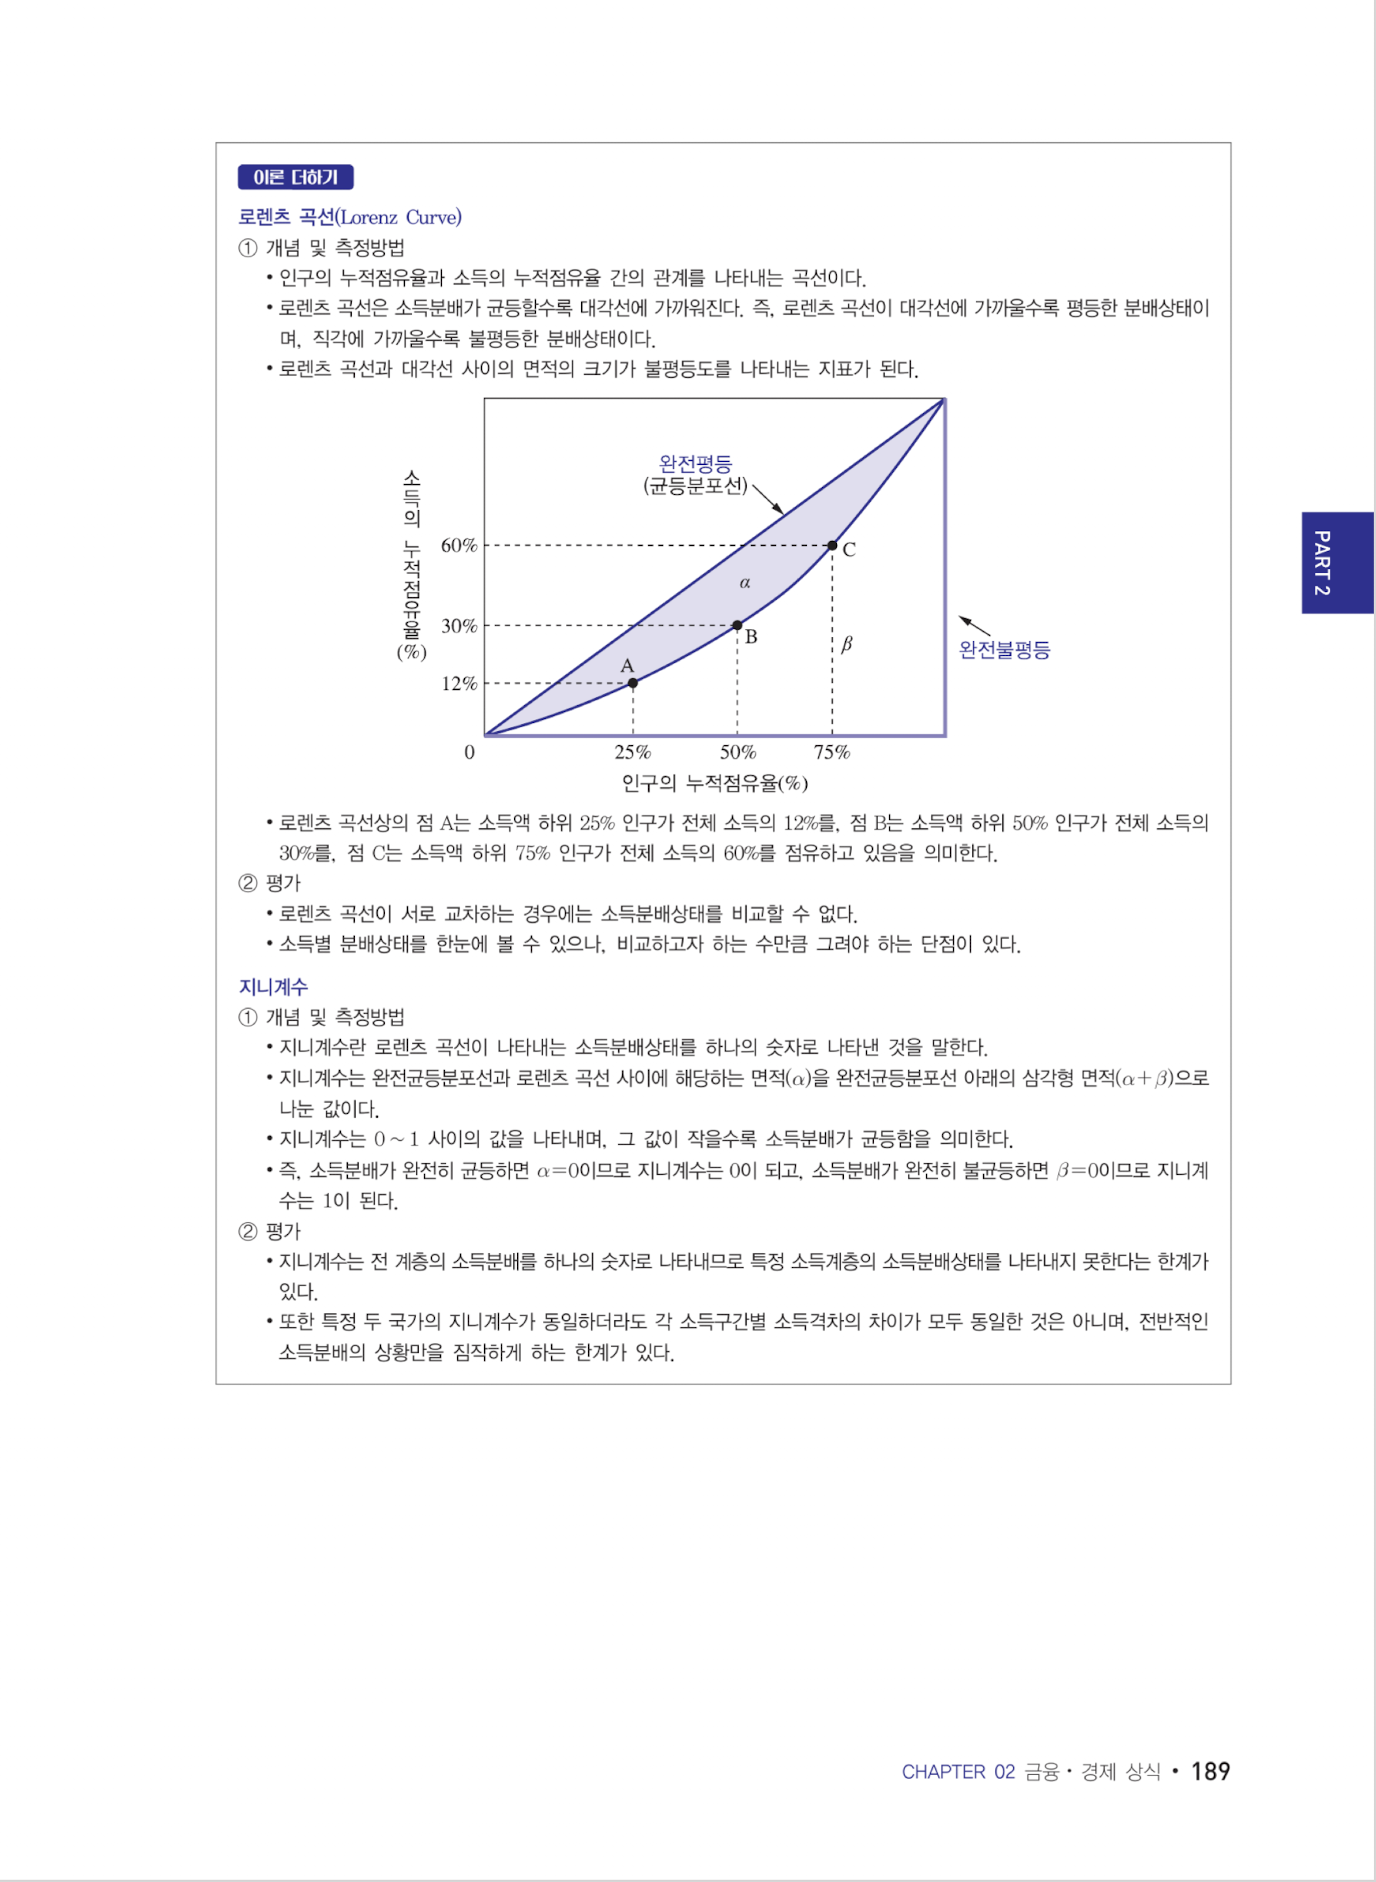 이론 더하기
로렌츠 곡선(Lorenz Curve)
① 개념 및 측정방법
• 인구의 누적점유율과 소득의 누적점유율 간의 관계를 나타내는 곡선이다.
• 로렌츠 곡선은 소득분배가 균등할수록 대각선에 가까워진다. 즉, 로렌츠 곡선이 대각선에 가까울수록 평등한 분배상태이
며, 직각에 가까울수록 불평등한 분배상태이다.
• 로렌츠 곡선과 대각선 사이의 면적의 크기가 불평등도를 나타내는 지표가 된다.
소득의 누적점유율
(%)
완전평등
(균등분포선)
60%
C
α
30%
B
β
완전불평등
A
12%
0
25%
50%
75%
인구의 누적점유율(%)
• 로렌츠 곡선상의 점 A는 소득액 하위 25% 인구가 전체 소득의 12%를, 점 B는 소득액 하위 50% 인구가 전체 소득의
30%를, 점 C는 소득액 하위 75% 인구가 전체 소득의 60%를 점유하고 있음을 의미한다.
② 평가
• 로렌츠 곡선이 서로 교차하는 경우에는 소득분배상태를 비교할 수 없다.
• 소득별 분배상태를 한눈에 볼 수 있으나, 비교하고자 하는 수만큼 그려야 하는 단점이 있다.
지니계수
① 개념 및 측정방법
• 지니계수란 로렌츠 곡선이 나타내는 소득분배상태를 하나의 숫자로 나타낸 것을 말한다.
• 지니계수는 완전균등분포선과 로렌츠 곡선 사이에 해당하는 면적(α)을 완전균등분포선 아래의 삼각형 면적(α+β)으로
나눈 값이다.
• 지니계수는 0~1 사이의 값을 나타내며, 그 값이 작을수록 소득분배가 균등함을 의미한다.
• 즉, 소득분배가 완전히 균등하면 α=0이므로 지니계수는 0이 되고, 소득분배가 완전히 불균등하면 β=0이므로 지니계
수는 1이 된다.
② 평가
• 지니계수는 전 계층의 소득분배를 하나의 숫자로 나타내므로 특정 소득계층의 소득분배상태를 나타내지 못한다는 한계가
있다.
• 또한 특정 두 국가의 지니계수가 동일하더라도 각 소득구간별 소득격차의 차이가 모두 동일한 것은 아니며, 전반적인
소득분배의 상황만을 짐작하게 하는 한계가 있다.
PART 2
CHAPTER 02 금융 • 경제 상식 • 189